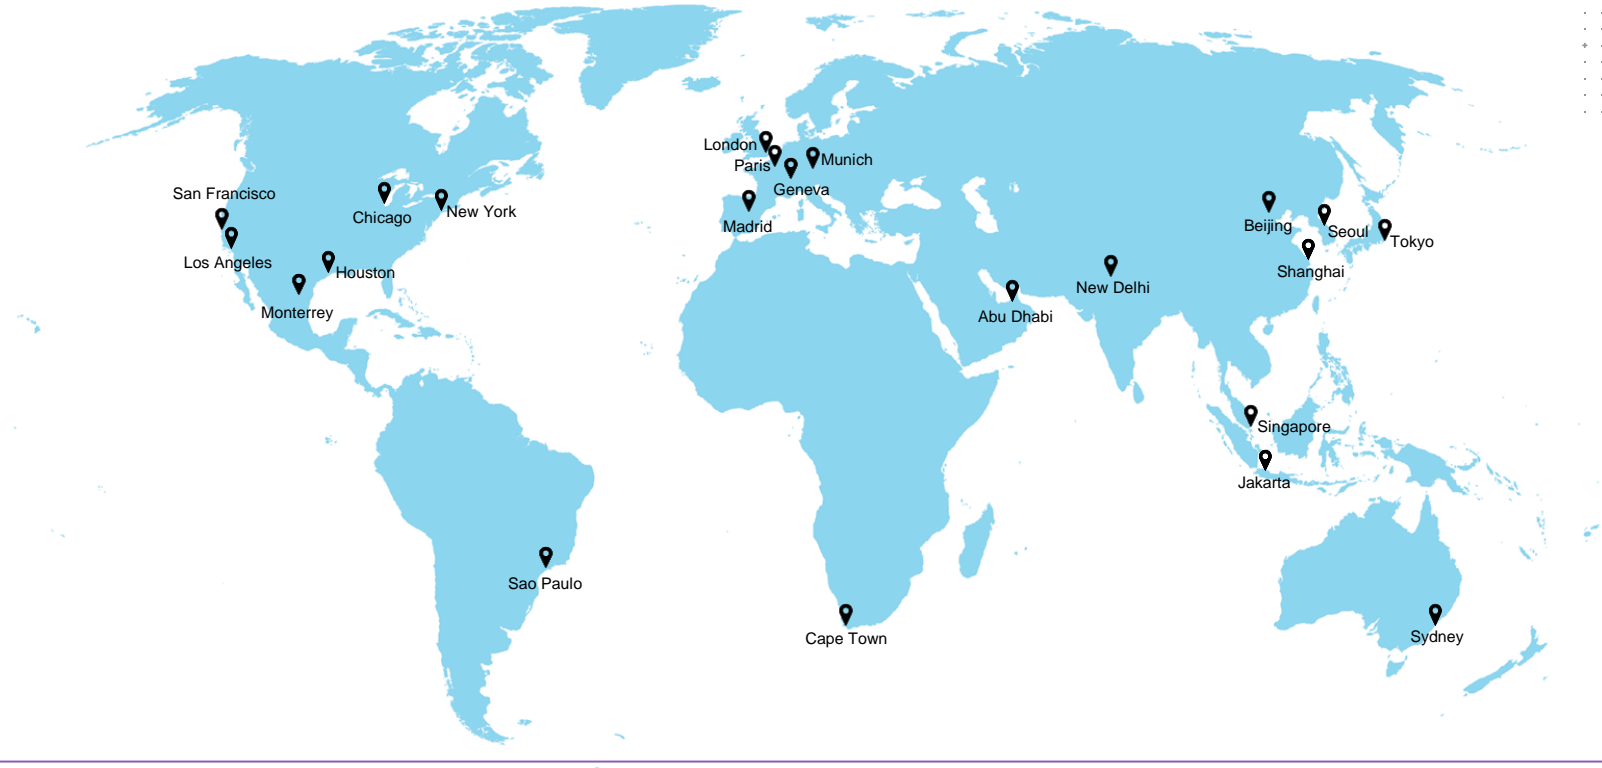 London
Paris
Munich
Geneva
San Francisco
Chicago
New York
Madrid
Beijing
Seoul
Tokyo
Los Angeles
Houston
Shanghai
New Delhi
Monterrey
Abu Dhabi
Singapore
Jakarta
Sao Paulo
Cape Town
Sydney